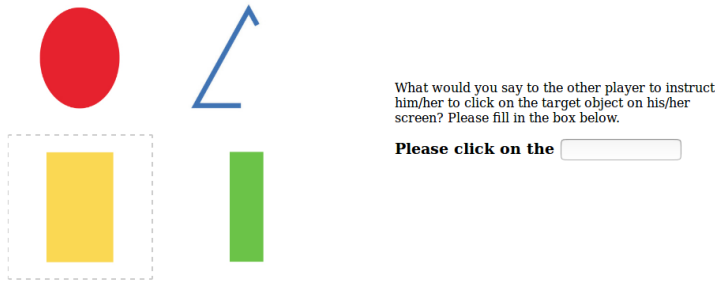 What would you say to the other player to instruct
him/her to click on the target object on his/her
screen? Please fill in the box below.
Please click on the